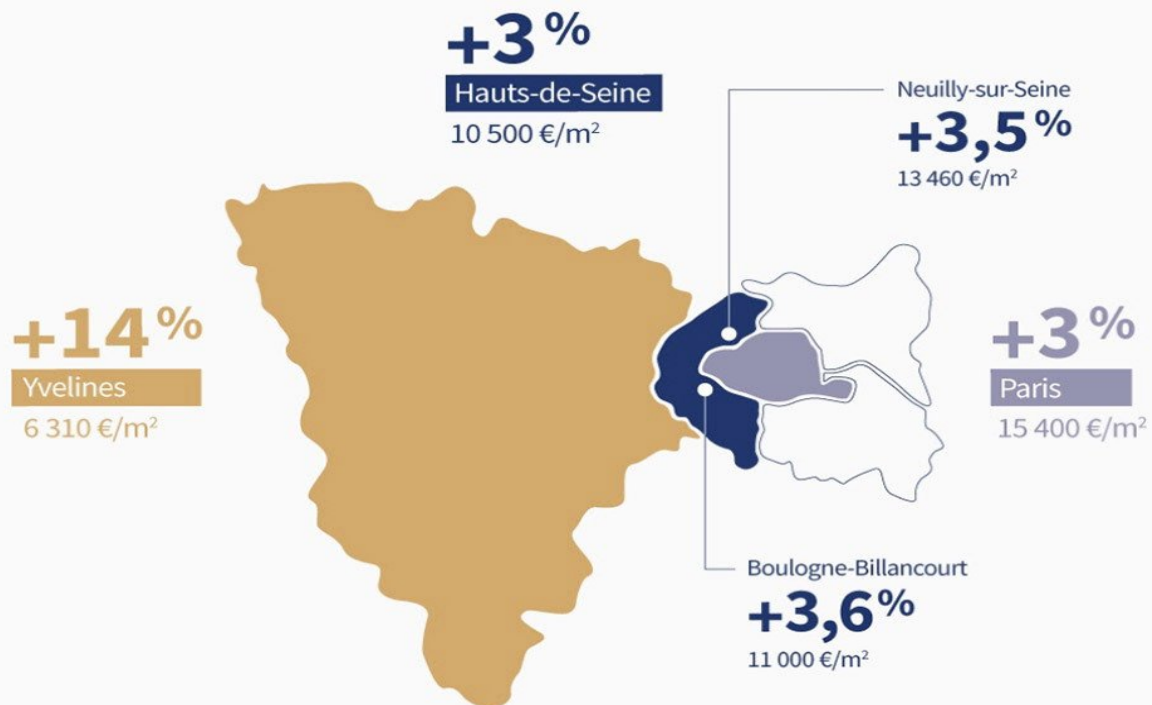 +3 %
Hauts-de-Seine
10 500 €/m²
Neuilly-sur-Seine
+3,5 %
13 460 €/m²
+14 %
Yvelines
6 310 €/m²
+3 %
Paris
15 400 €/m²
Boulogne-Billancourt
+3,6 %
11 000 €/m²